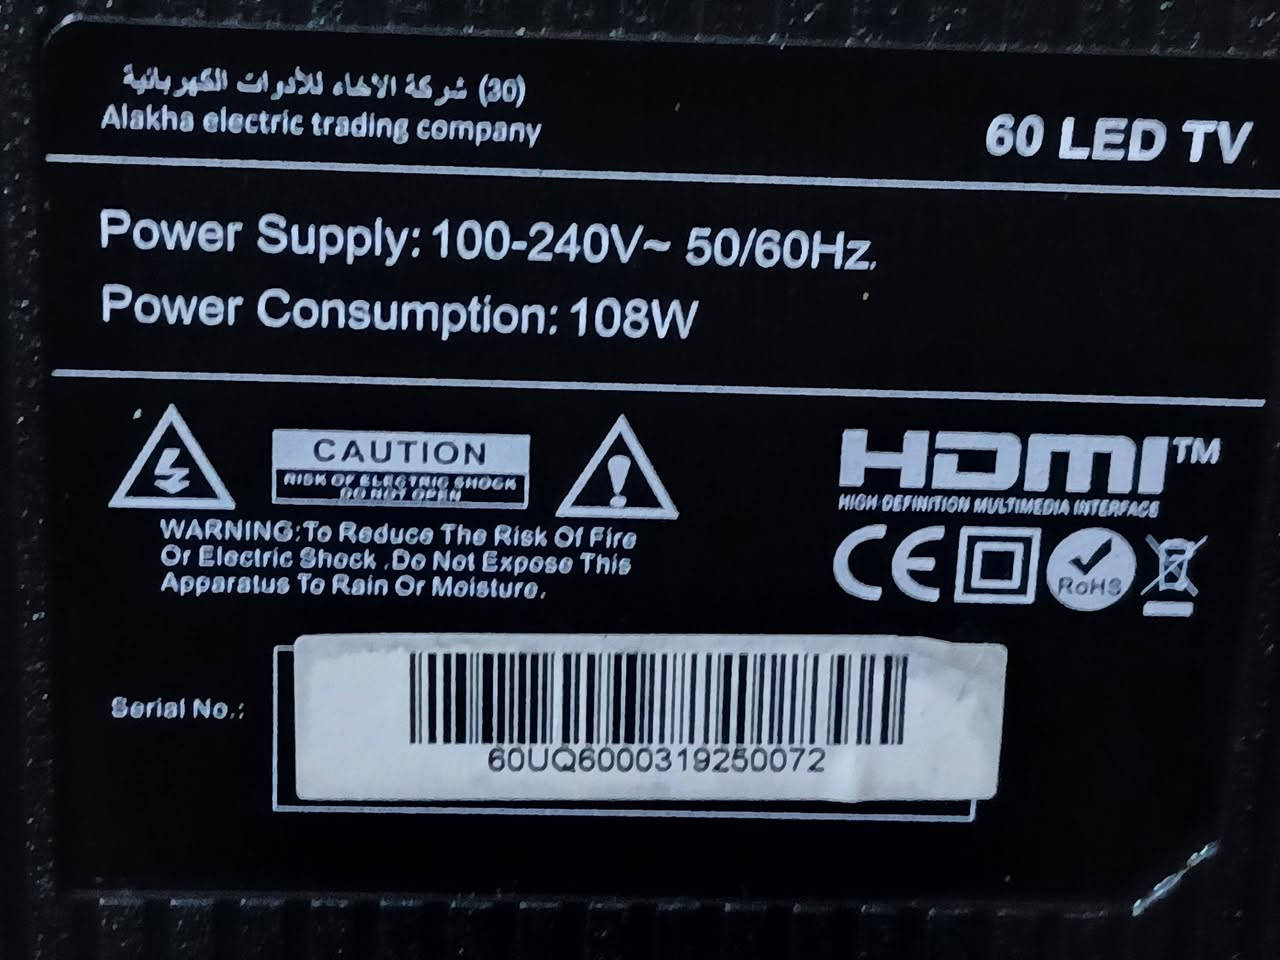 (30) شركة الاخاء للأدوات الكهربائية
Alakha electric trading company
60 LED TV
Power Supply: 100-240V~ 50/60Hz.
Power Consumption: 108W
CAUTION
RISK OF ELECTRIC SHOCK
DO NOT OPEN
WARNING:To Reduce The Risk Of Fire
Or Electric Shock .Do Not Expose This
Apparatus To Rain Or Moisture.
HDMI™
HIGH-DEFINITION MULTIMEDIA INTERFACE
CE
RoHS
Serial No.:
60UQ6000319250072